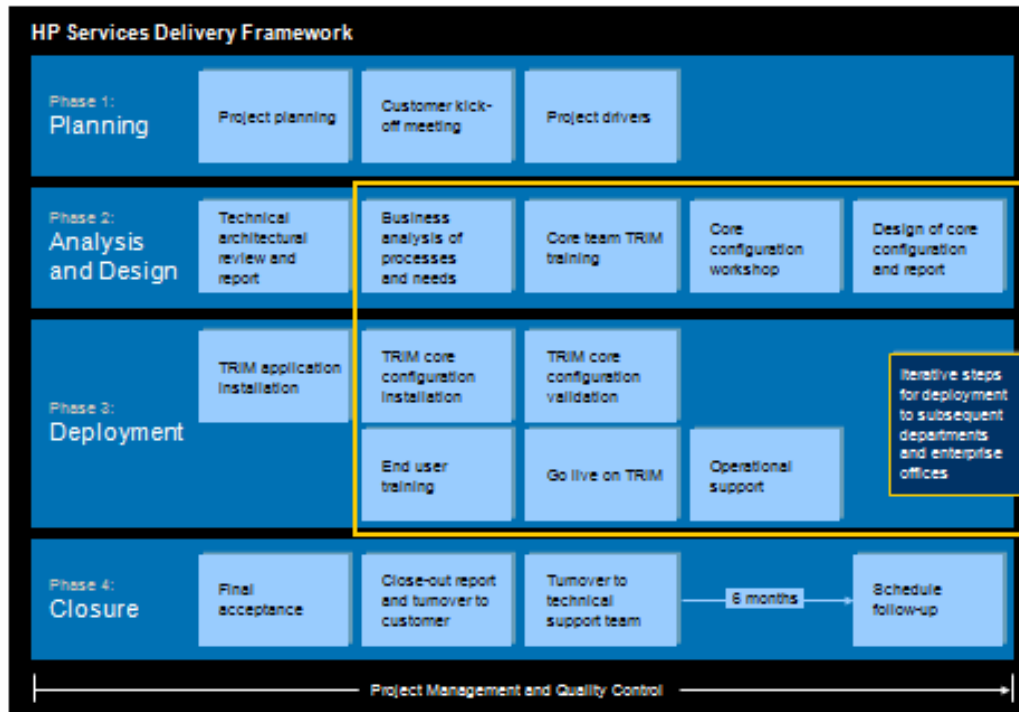 HP Services Delivery Framework
Phase 1:
Planning
Project planning
Customer kick-
off meeting
Project drivers
Phase 2:
Analysis
and Design
Technical
architectural
review and
report
Business
analysis of
processes
and needs
Core team TRIM
training
Core
configuration
workshop
Design of core
configuration
and report
Phase 3:
Deployment
TRIM application
installation
TRIM core
configuration
installation
TRIM core
configuration
validation
End user
training
Go live on TRIM
Operational
support
Iterative steps
for deployment
to subsequent
departments
and enterprise
offices
Phase 4:
Closure
Final
acceptance
Close-out report
and turnover to
customer
Turnover to
technical
support team
6 months
Schedule
follow-up
Project Management and Quality Control